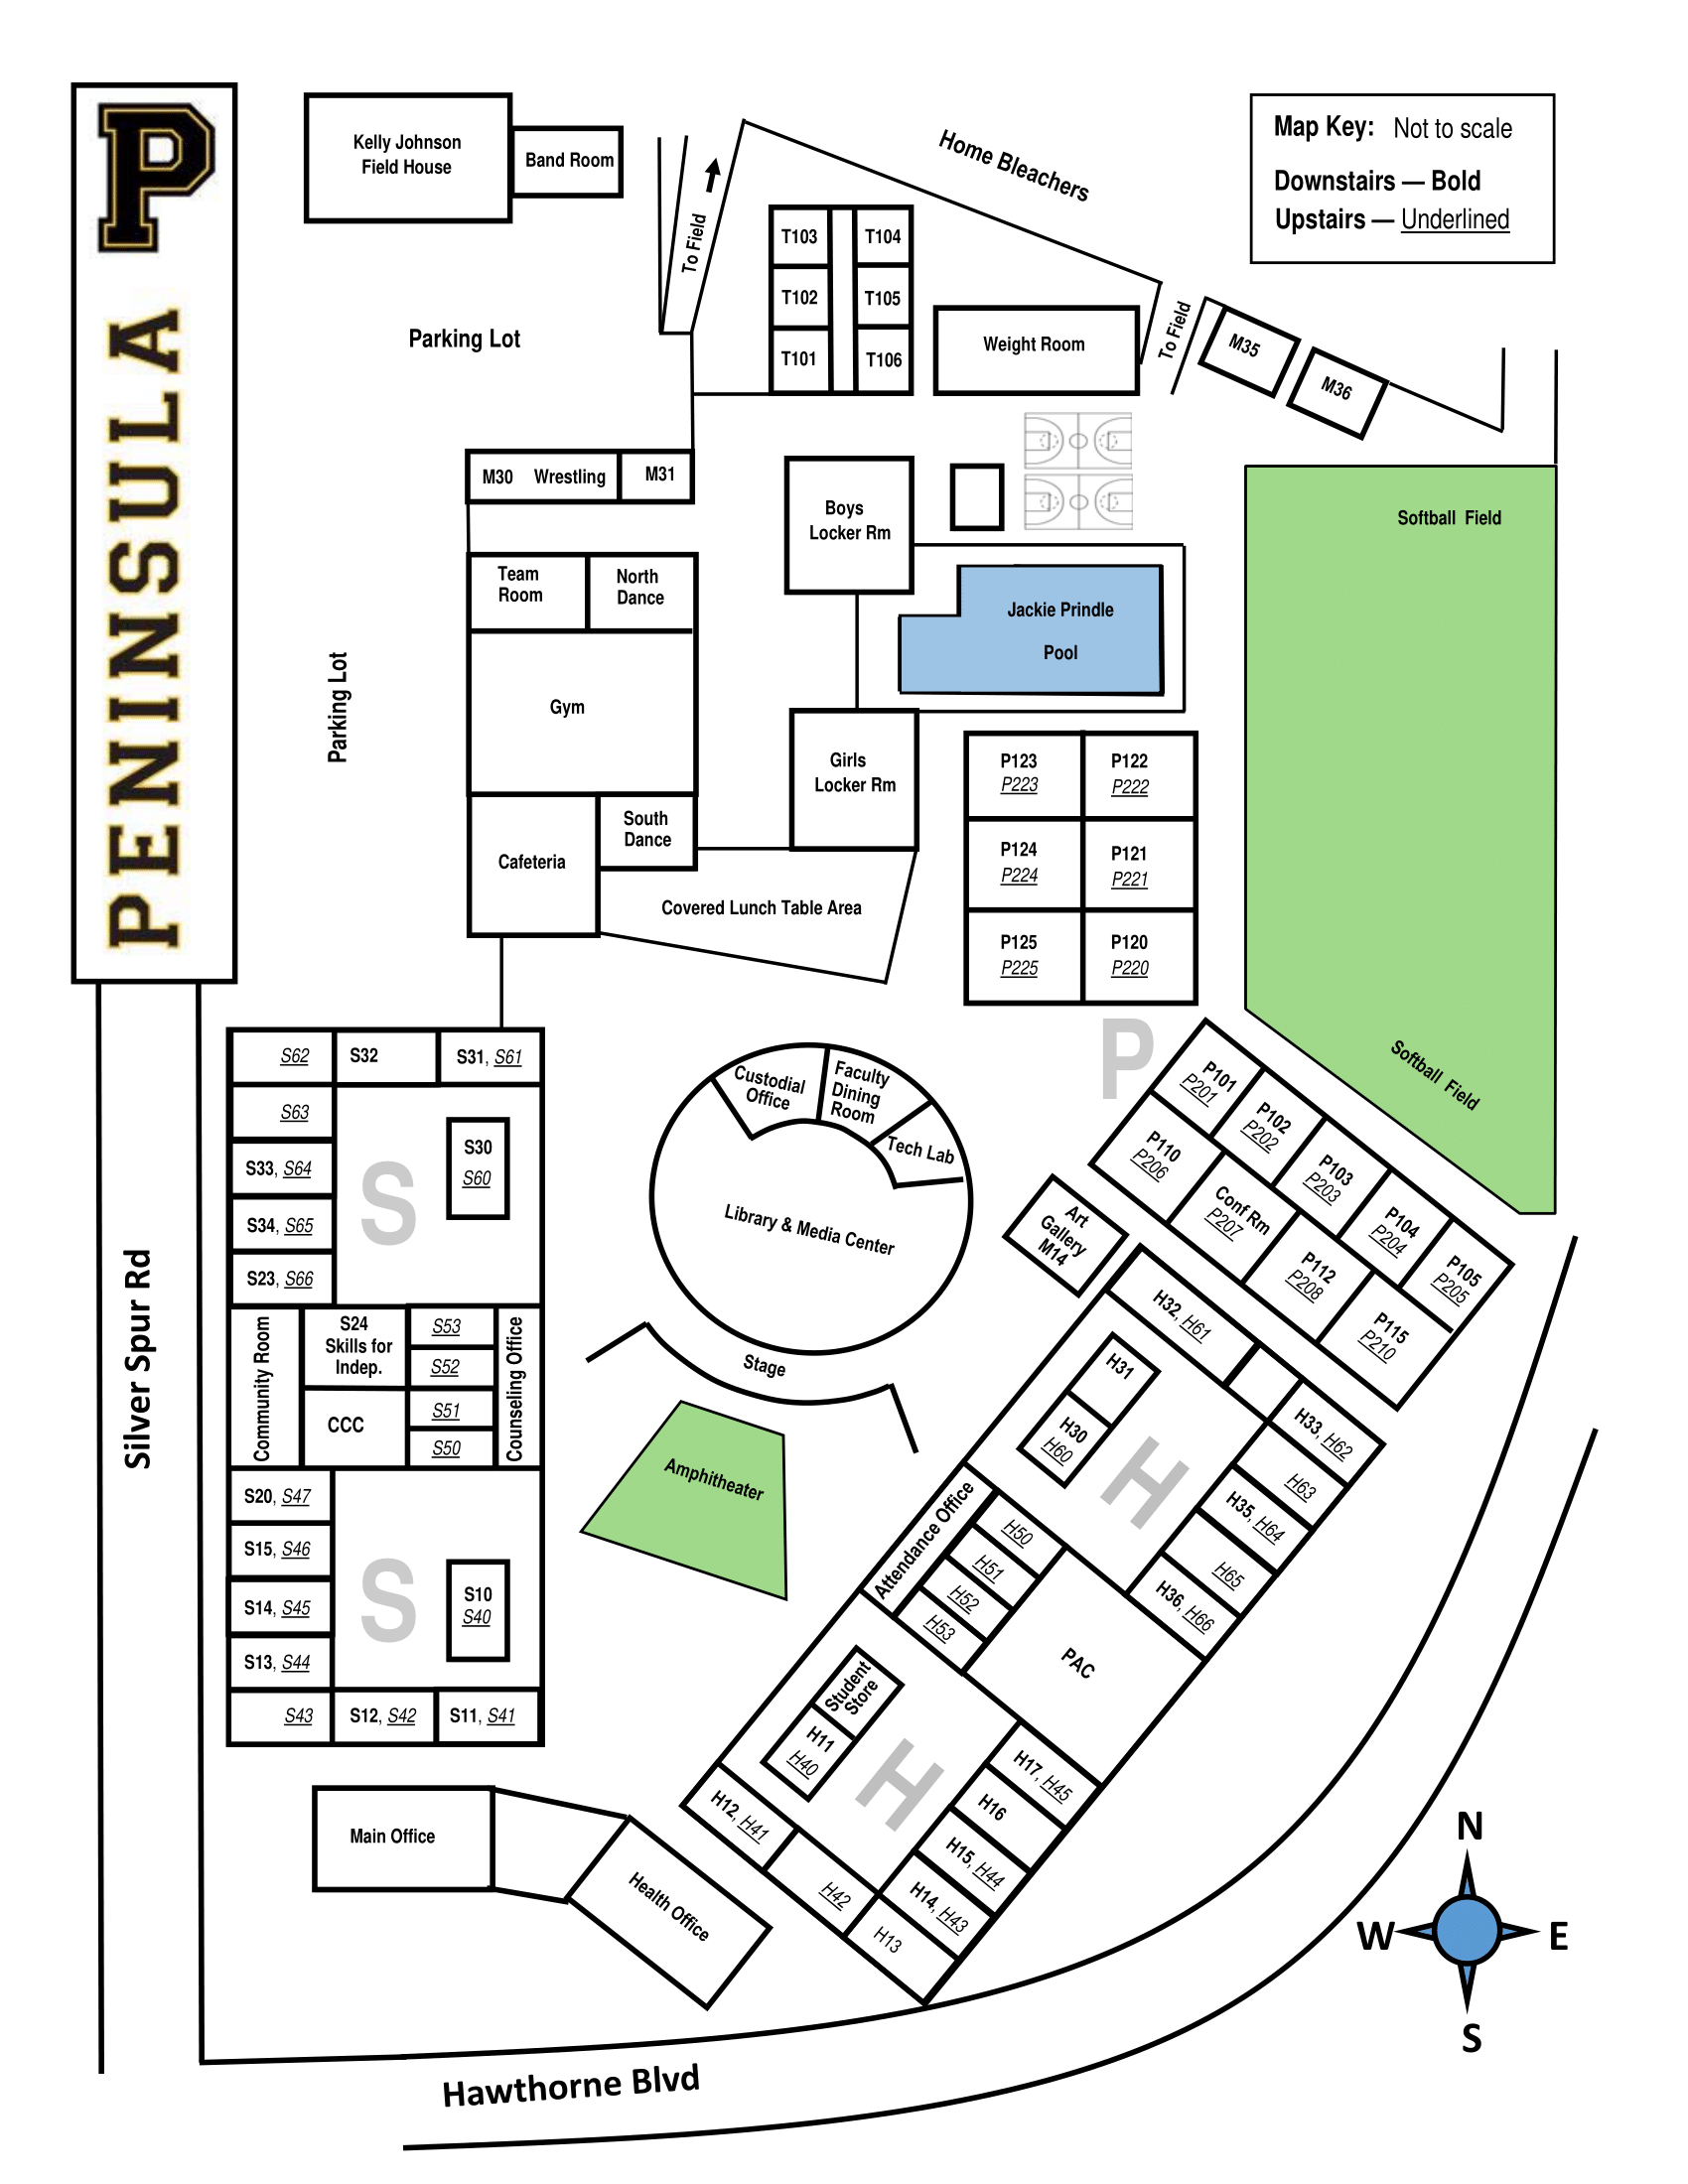 P
PENINSULA
Kelly Johnson
Field House
Band Room
To Field
Home Bleachers
Map Key: Not to scale
Downstairs — Bold
Upstairs — Underlined
T103
T104
T102
T105
T101
T106
Parking Lot
Weight Room
To Field
M35
M36
M30 Wrestling
M31
Boys
Locker Rm
Softball Field
Team
Room
North
Dance
Jackie Prindle
Pool
Parking Lot
Gym
Girls
Locker Rm
P123
P223
P122
P222
South
Dance
Cafeteria
P124
P224
P121
P221
Covered Lunch Table Area
P125
P225
P120
P220
S62
S32
S31, S61
S63
S33, S64
S34, S65
S23, S66
S
S30
S60
Custodial
Office
Faculty
Dining
Room
Tech Lab
Library & Media Center
P
P101
P201
P102
P202
P103
P203
P104
P204
P105
P205
P110
P206
Conf Rm
P207
P112
P208
P115
P210
Softball Field
Art
Gallery
M14
Silver Spur Rd
Community Room
S24
Skills for
Indep.
CCC
S53
S52
S51
S50
Counseling Office
Stage
Amphitheater
H32, H61
H31
H30
H60
H
H33, H62
H63
H35, H64
H65
H36, H66
Attendance Office
H50
H51
H52
H53
PAC
S20, S47
S15, S46
S14, S45
S13, S44
S43
S12, S42
S11, S41
S
S10
S40
Student
Store
H11
H40
H
H17, H45
H16
H15, H44
H14, H43
H13
H12, H41
H42
Main Office
Health Office
N
W
E
S
Hawthorne Blvd